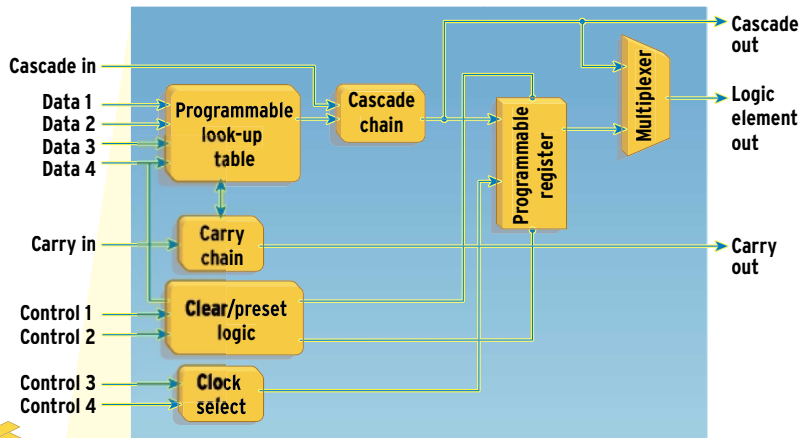 Cascade in
Data 1
Data 2
Data 3
Data 4
Programmable
look-up
table
Cascade
chain
Programmable
register
Multiplexer
Cascade
out
Logic
element
out
Carry in
Carry
chain
Carry
out
Control 1
Control 2
Clear/preset
logic
Control 3
Control 4
Clock
select